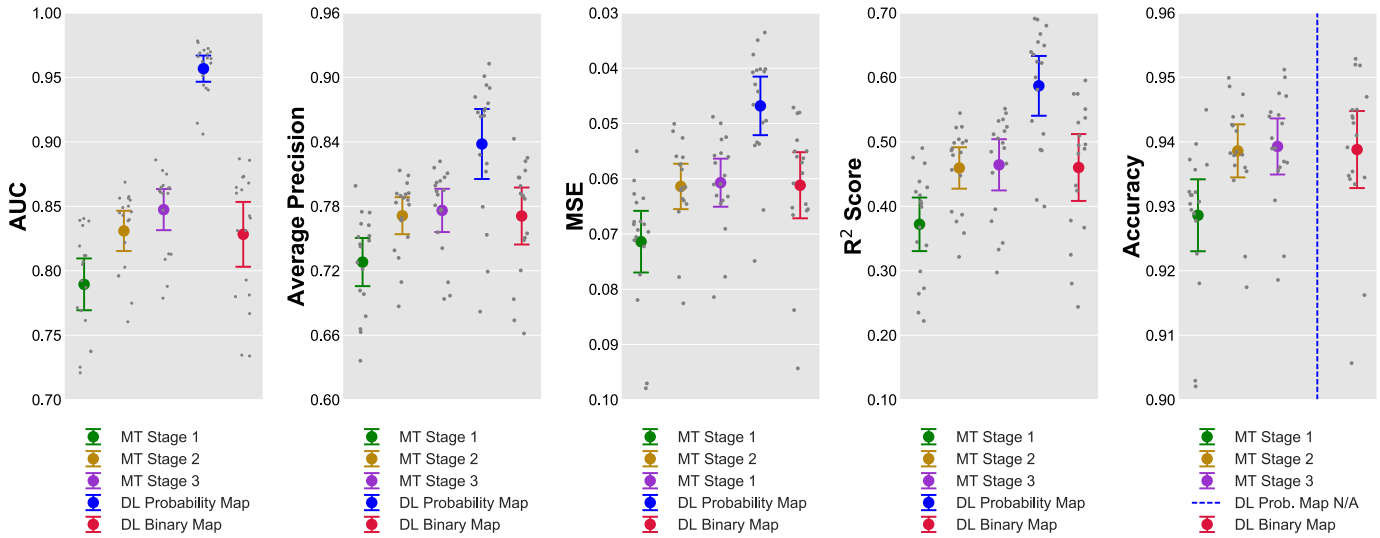 AUC
1.00
0.95
0.90
0.85
0.80
0.75
0.70
MT Stage 1
MT Stage 2
MT Stage 3
DL Probability Map
DL Binary Map
Average Precision
0.96
0.90
0.84
0.78
0.72
0.66
0.60
MT Stage 1
MT Stage 2
MT Stage 3
DL Probability Map
DL Binary Map
MSE
0.03
0.04
0.05
0.06
0.07
0.08
0.09
0.10
MT Stage 1
MT Stage 2
MT Stage 1
DL Probability Map
DL Binary Map
R² Score
0.70
0.60
0.50
0.40
0.30
0.20
0.10
MT Stage 1
MT Stage 2
MT Stage 3
DL Probability Map
DL Binary Map
Accuracy
0.96
0.95
0.94
0.93
0.92
0.91
0.90
MT Stage 1
MT Stage 2
MT Stage 3
DL Prob. Map N/A
DL Binary Map